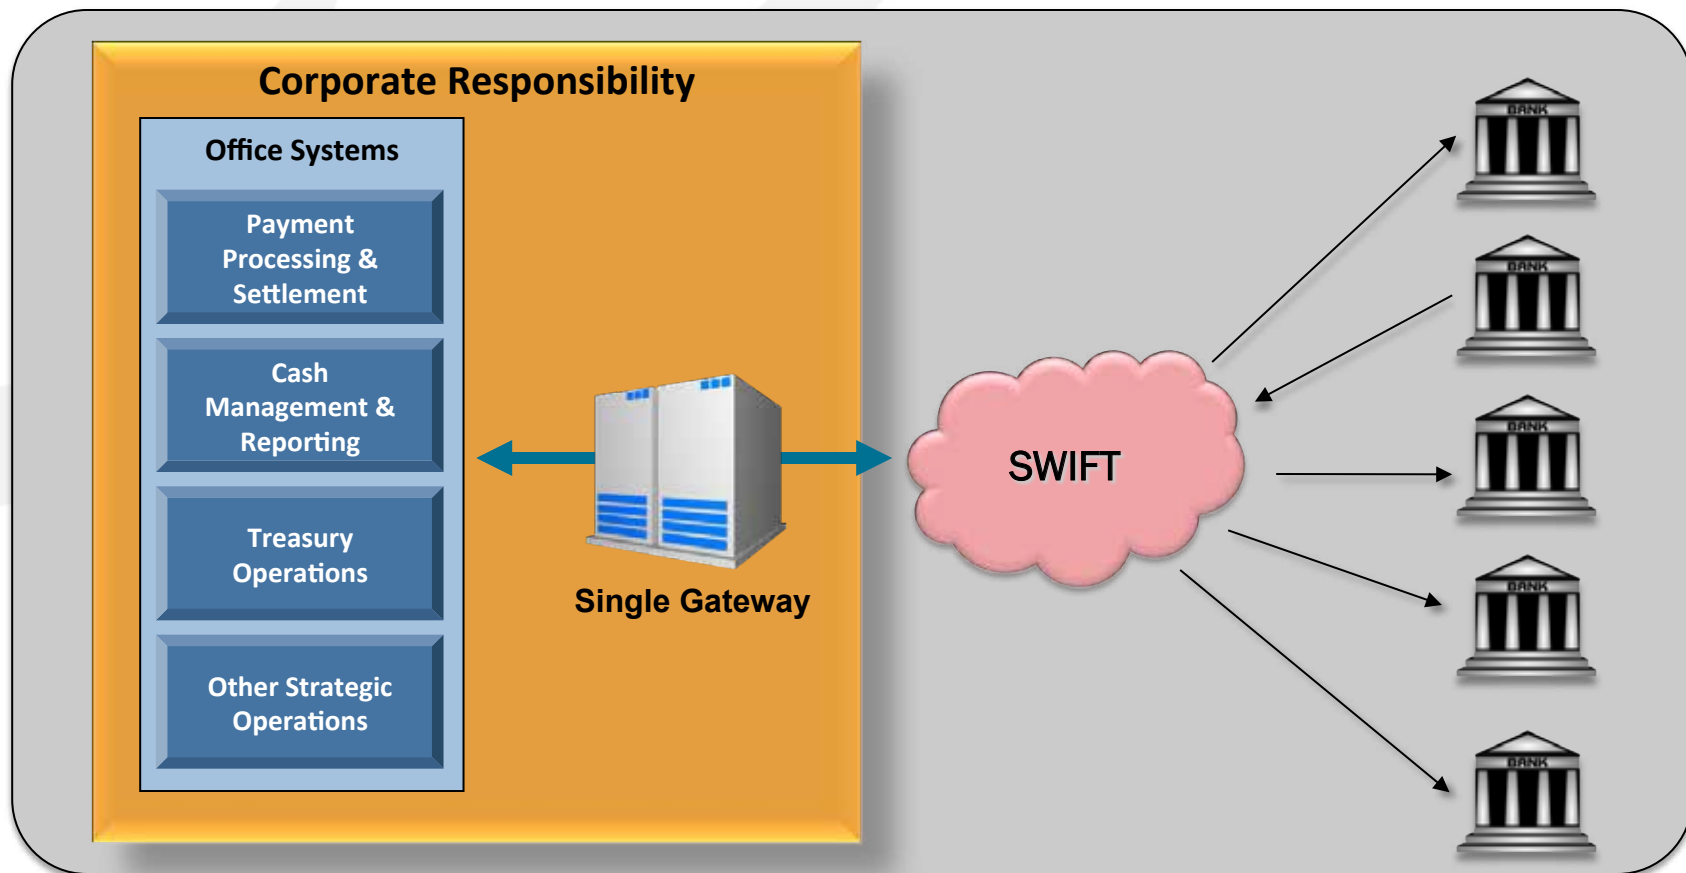 Corporate Responsibility
Office Systems
Payment
Processing &
Settlement
Cash
Management &
Reporting
Treasury
Operations
Other Strategic
Operations
Single Gateway
SWIFT
BANK
BANK
BANK
BANK
BANK